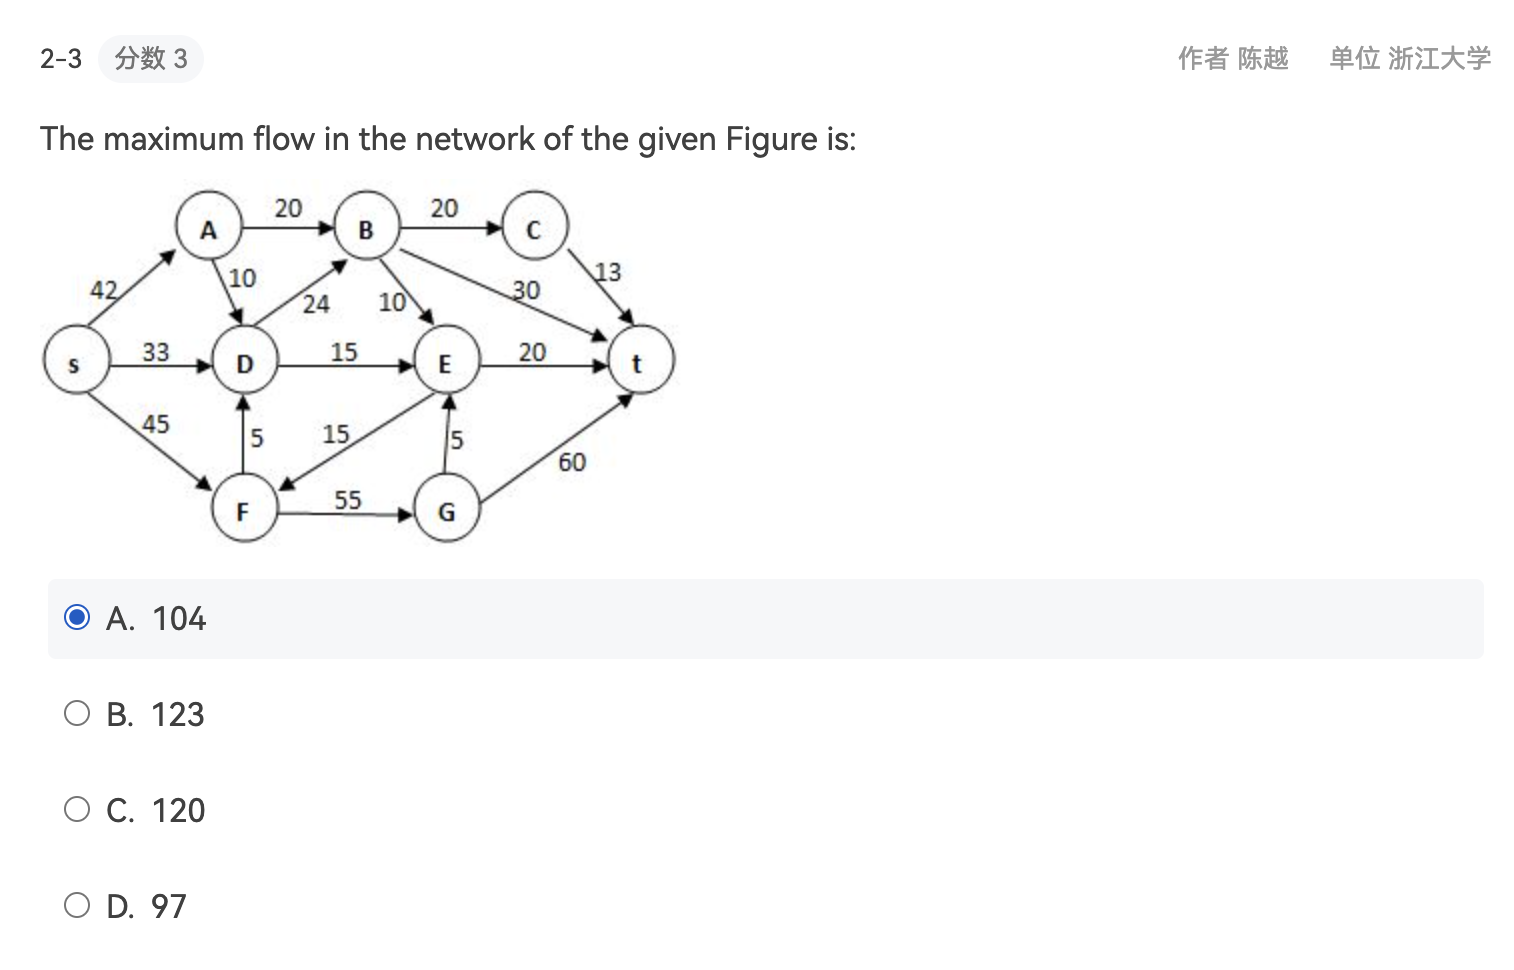 2-3 分数 3 作者 陈越 单位 浙江大学
The maximum flow in the network of the given Figure is:
20 20
A B C
42 10 24 10 30 13
33 15 20
s D E t
45 5 15 5 60
55
F G
A. 104
B. 123
C. 120
D. 97